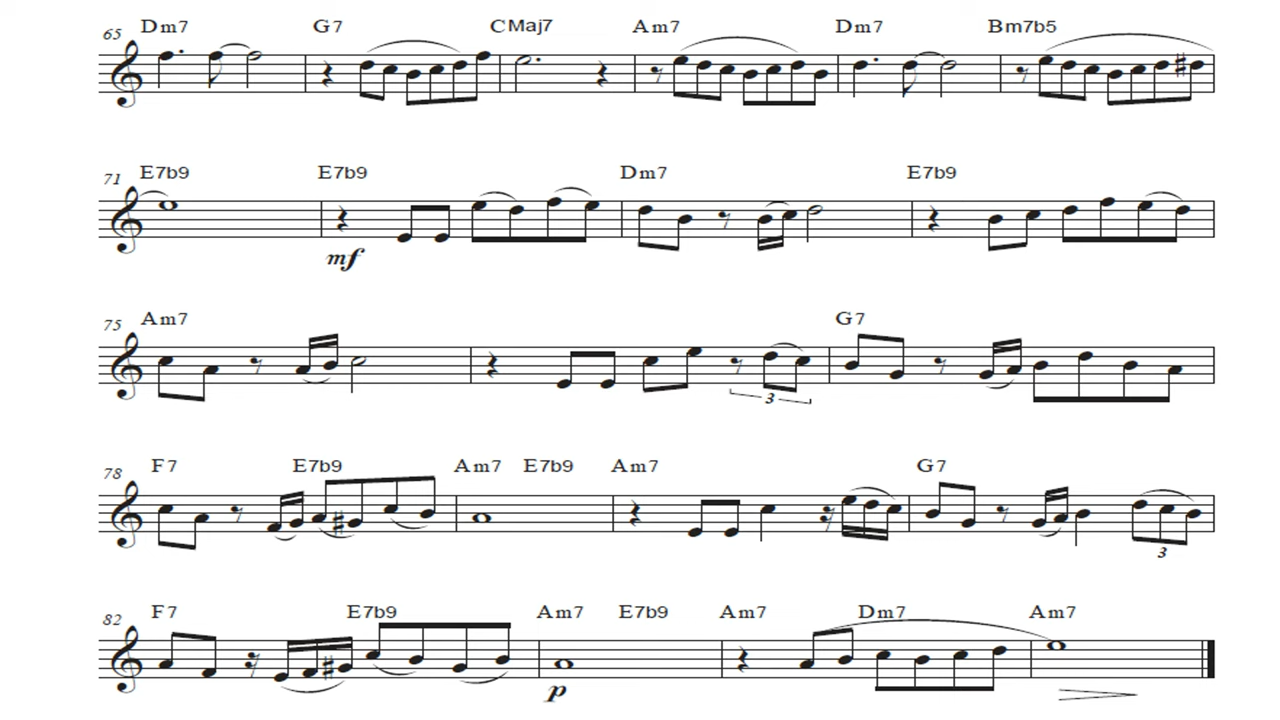 65 Dm7 G7 CMaj7 Am7 Dm7 Bm7b5
71 E7b9 E7b9 Dm7 E7b9
mf
75 Am7 G7
3
78 F7 E7b9 Am7 E7b9 Am7 G7
3
82 F7 E7b9 Am7 E7b9 Am7 Dm7 Am7
p